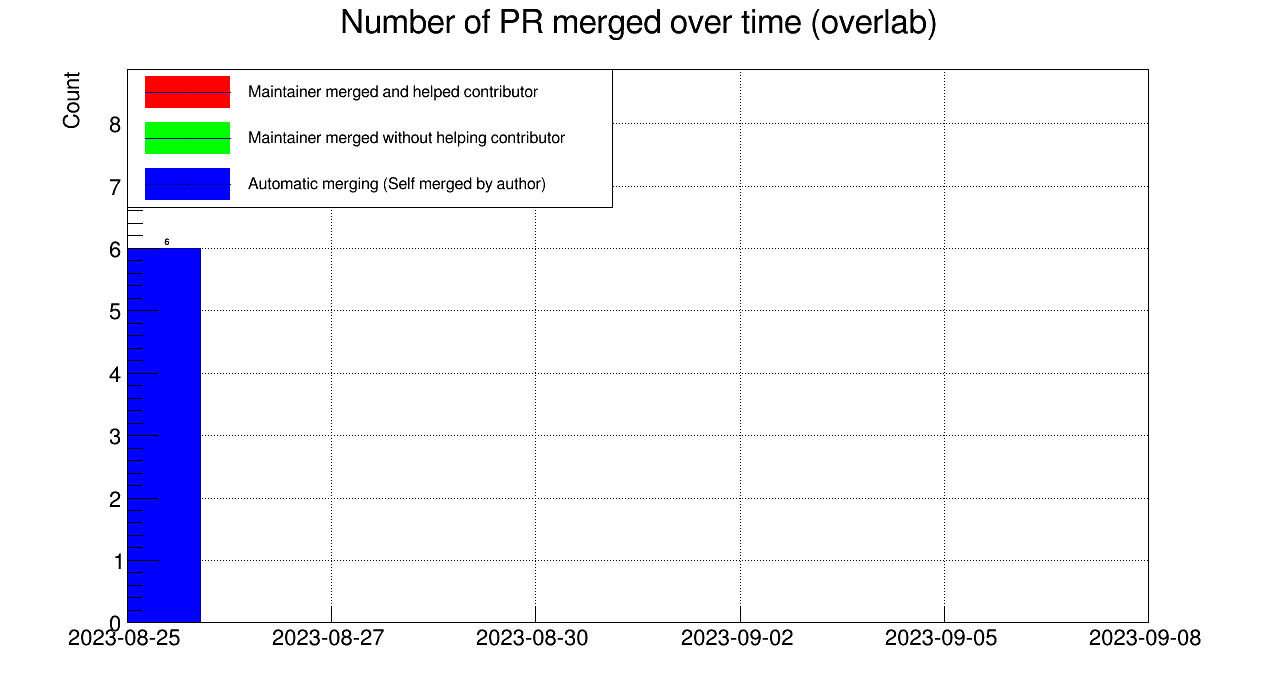 Number of PR merged over time (overlab)
Count
Maintainer merged and helped contributor
Maintainer merged without helping contributor
Automatic merging (Self merged by author)
8
7
6
6
5
4
3
2
1
0
2023-08-25 2023-08-27 2023-08-30 2023-09-02 2023-09-05 2023-09-08